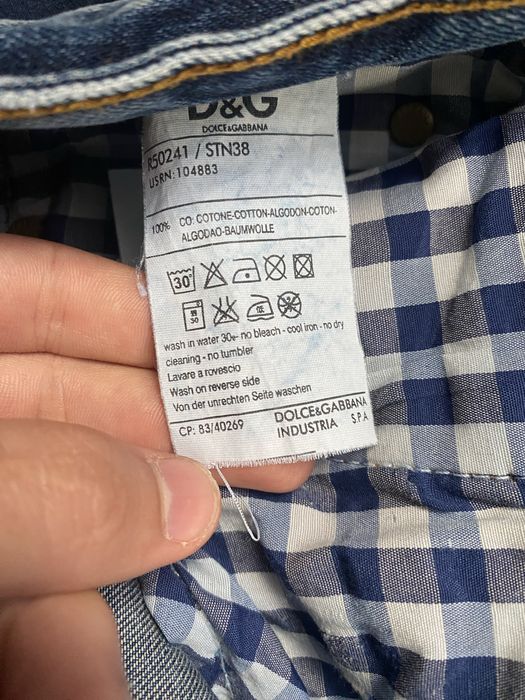 D&G
DOLCE&GABBANA
R50241 / STN38
USRN: 104883
100% CO: COTONE-COTTON-ALGODON-COTON-
ALGODAO-BAUMWOLLE
30°
30
wash in water 30° - no bleach - cool iron - no dry
cleaning - no tumbler
Lavare a rovescio
Wash on reverse side
Von der unrechten Seite waschen
CP: 83/40269
DOLCE&GABBANA
INDUSTRIA S.P.A